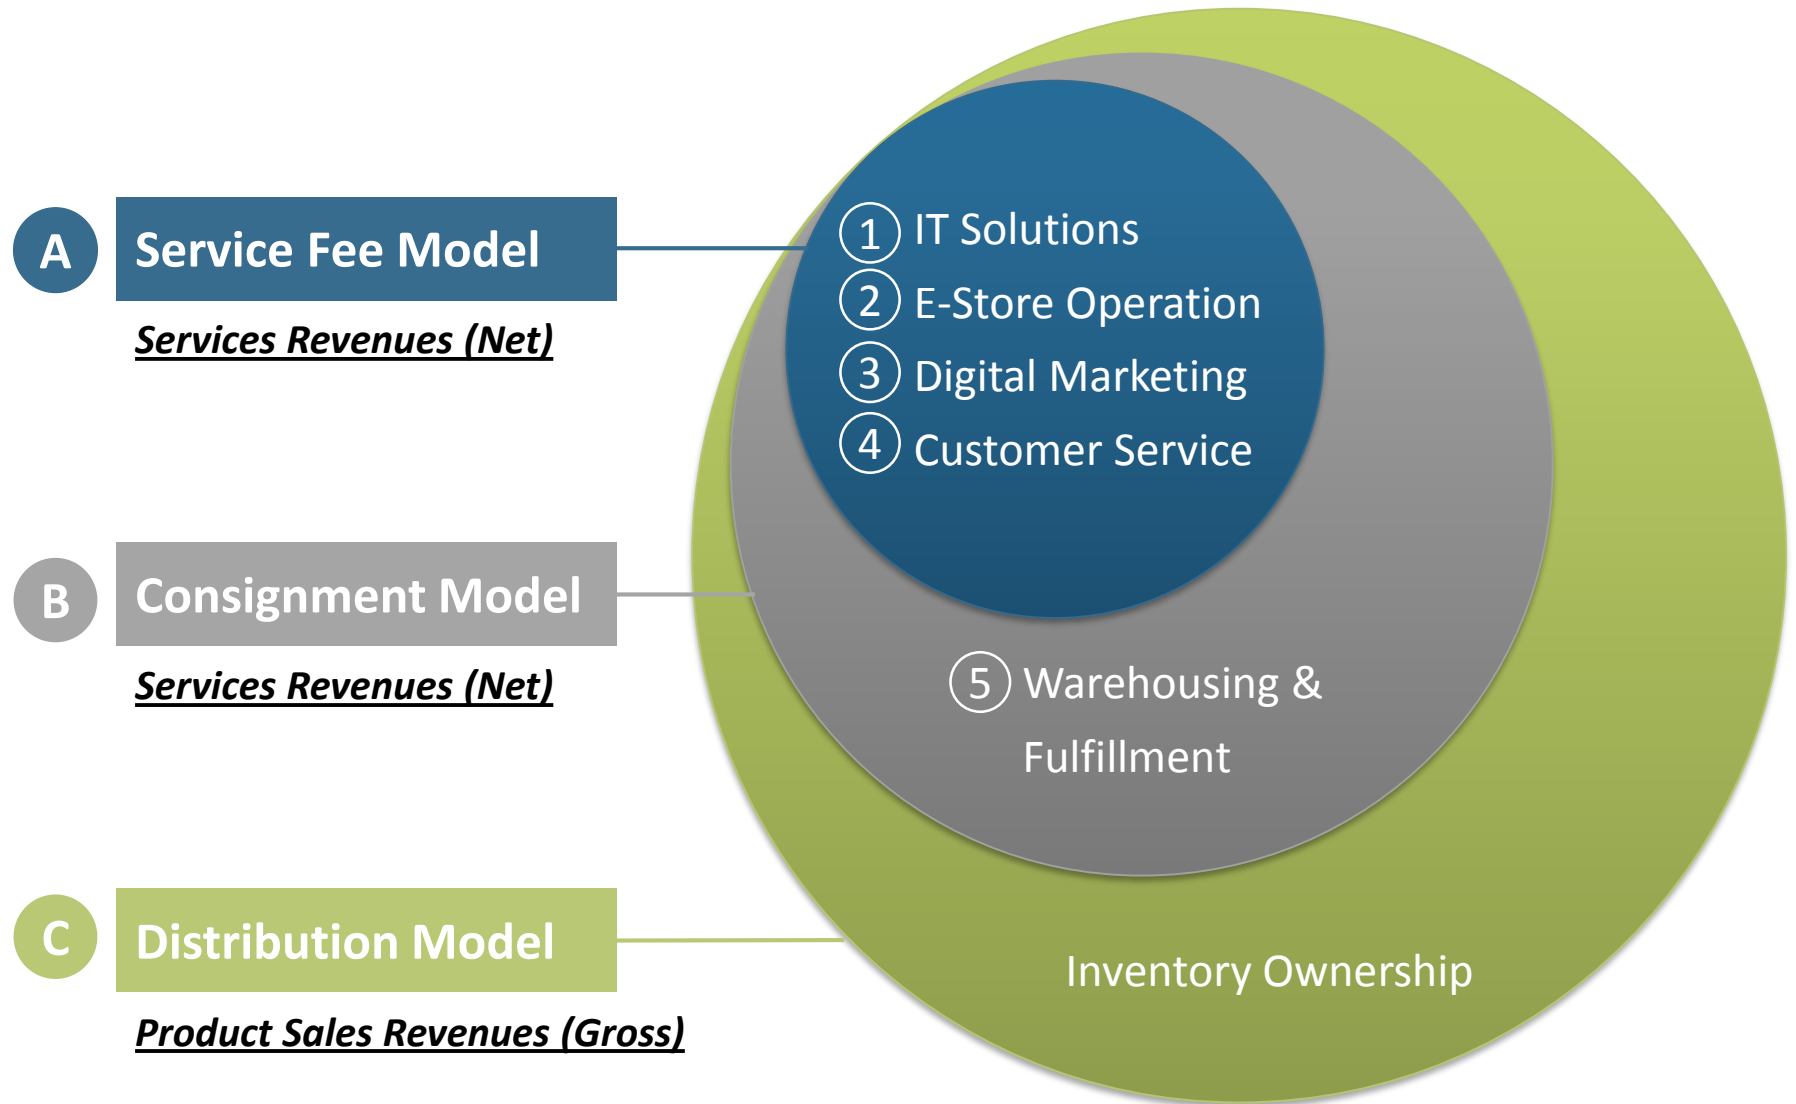 A
Service Fee Model
Services Revenues (Net)
B
Consignment Model
Services Revenues (Net)
C
Distribution Model
Product Sales Revenues (Gross)
1 IT Solutions
2 E-Store Operation
3 Digital Marketing
4 Customer Service
5 Warehousing &
Fulfillment
Inventory Ownership